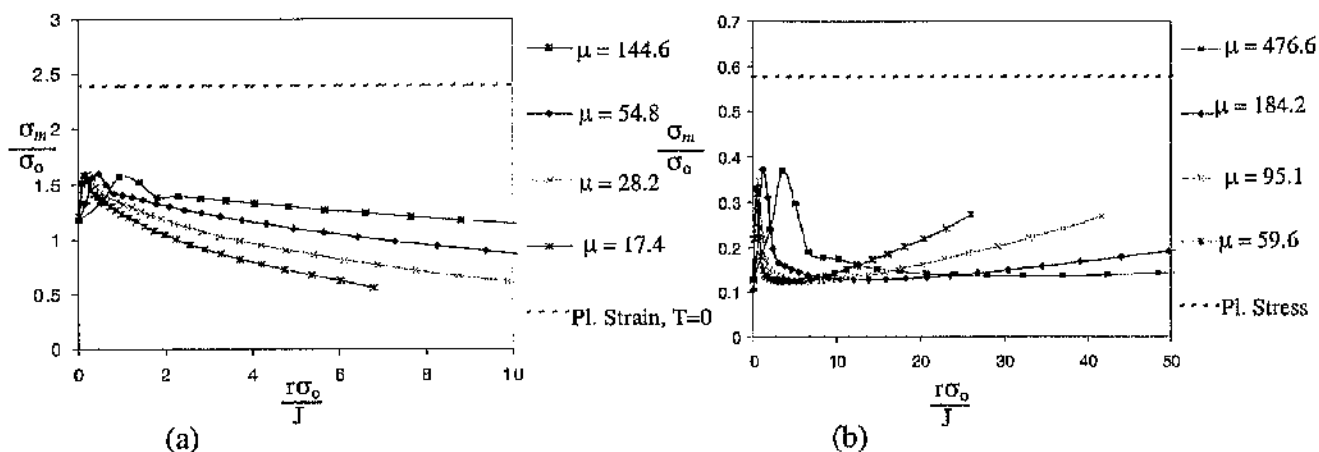 3
2.5
2
σm
σo
1.5
1
0.5
0
0
2
4
6
8
10
rσo
J
(a)
μ = 144.6
μ = 54.8
μ = 28.2
μ = 17.4
Pl. Strain, T=0
0.7
0.6
0.5
σm
σo
0.4
0.3
0.2
0.1
0
0
10
20
30
40
50
rσo
J
(b)
μ = 476.6
μ = 184.2
μ = 95.1
μ = 59.6
Pl. Stress